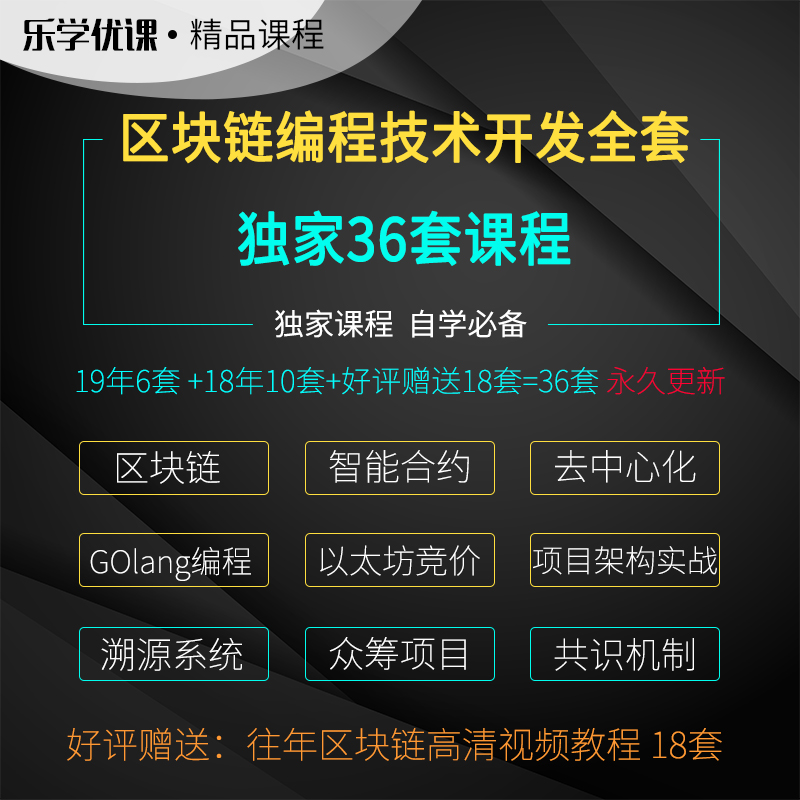 乐学优课·精品课程
区块链编程技术开发全套
独家36套课程
独家课程 自学必备
19年6套+18年10套+好评赠送18套=36套 永久更新
区块链 智能合约 去中心化
GOlang编程 以太坊竞价 项目架构实战
溯源系统 众筹项目 共识机制
好评赠送：往年区块链高清视频教程 18套